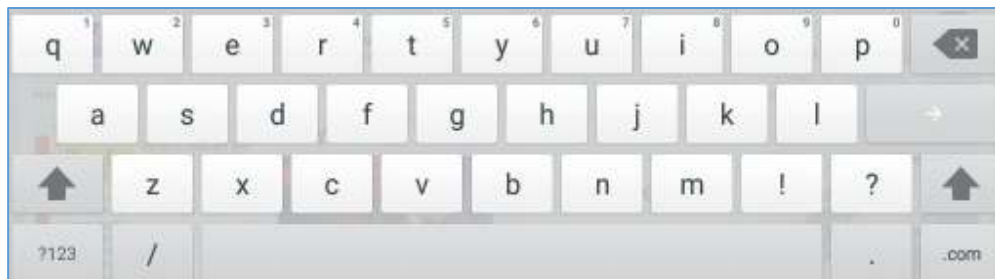 q 1 w 2 e 3 r 4 t 5 y 6 u 7 i 8 o 9 p 0
a s d f g h j k l
z x c v b n m ! ?
?123 / . .com